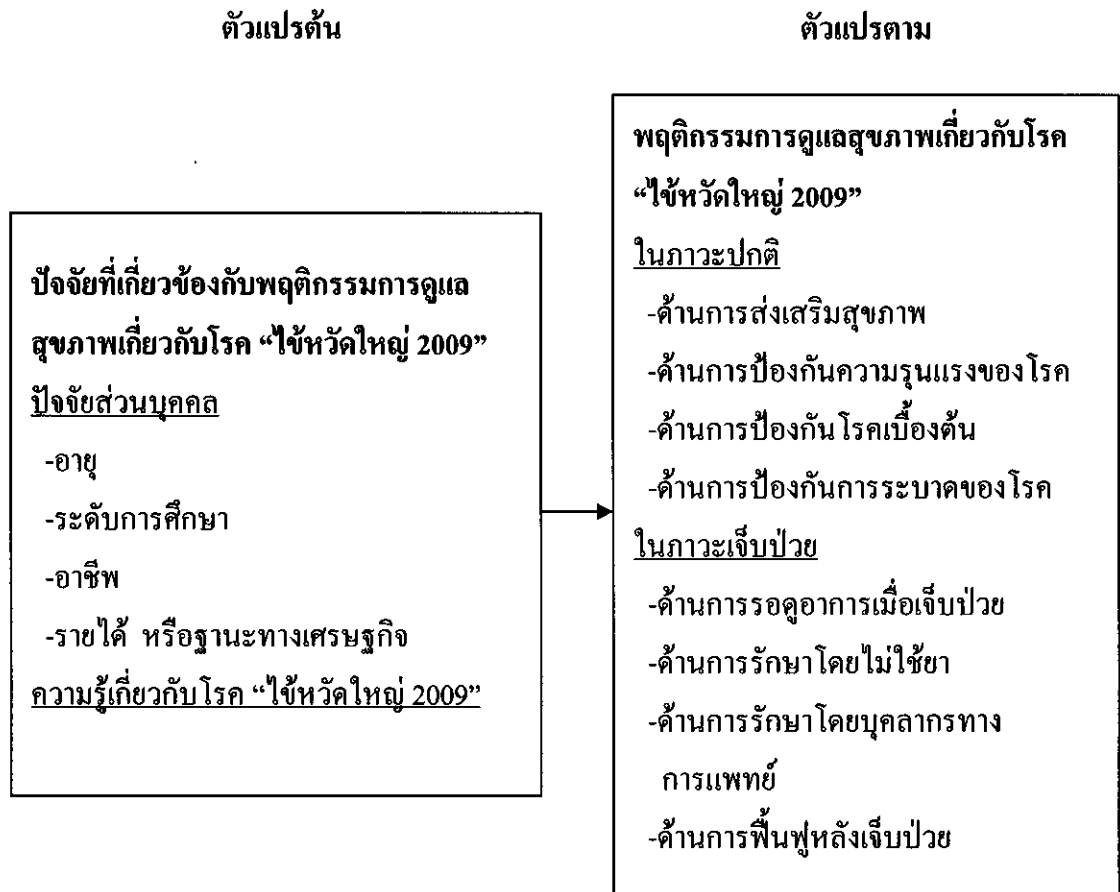 ตัวแปรต้น
ตัวแปรตาม
ปัจจัยที่เกี่ยวข้องกับพฤติกรรมการดูแล
สุขภาพเกี่ยวกับโรค “ไข้หวัดใหญ่ 2009”
ปัจจัยส่วนบุคคล
-อายุ
-ระดับการศึกษา
-อาชีพ
-รายได้ หรือฐานะทางเศรษฐกิจ
ความรู้เกี่ยวกับโรค “ไข้หวัดใหญ่ 2009”
พฤติกรรมการดูแลสุขภาพเกี่ยวกับโรค
“ไข้หวัดใหญ่ 2009”
ในภาวะปกติ
-ด้านการส่งเสริมสุขภาพ
-ด้านการป้องกันความรุนแรงของโรค
-ด้านการป้องกันโรคเบื้องต้น
-ด้านการป้องกันการระบาดของโรค
ในภาวะเจ็บป่วย
-ด้านการรอดูอาการเมื่อเจ็บป่วย
-ด้านการรักษาโดยไม่ใช้ยา
-ด้านการรักษาโดยบุคลากรทาง
การแพทย์
-ด้านการฟื้นฟูหลังเจ็บป่วย